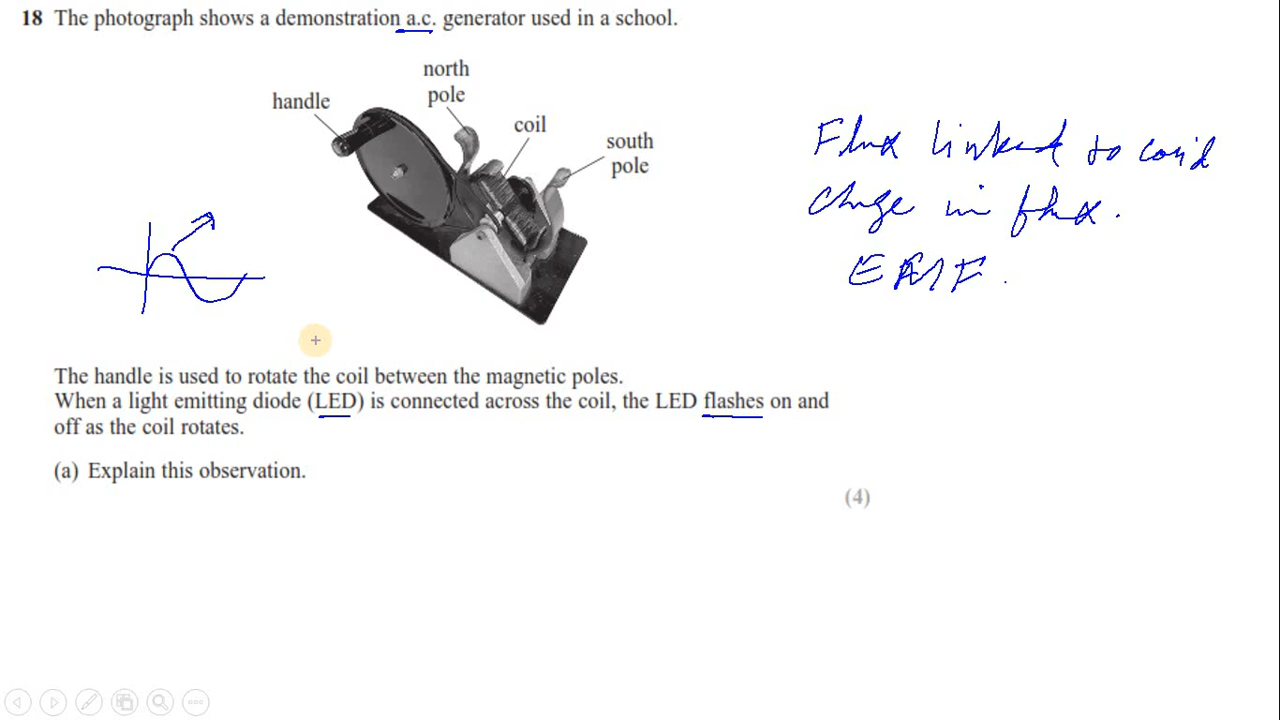 18 The photograph shows a demonstration a.c. generator used in a school.
north
pole
handle
coil
south
pole
Flux linked to coil
change in flux.
EMF.
The handle is used to rotate the coil between the magnetic poles.
When a light emitting diode (LED) is connected across the coil, the LED flashes on and
off as the coil rotates.
(a) Explain this observation.
(4)